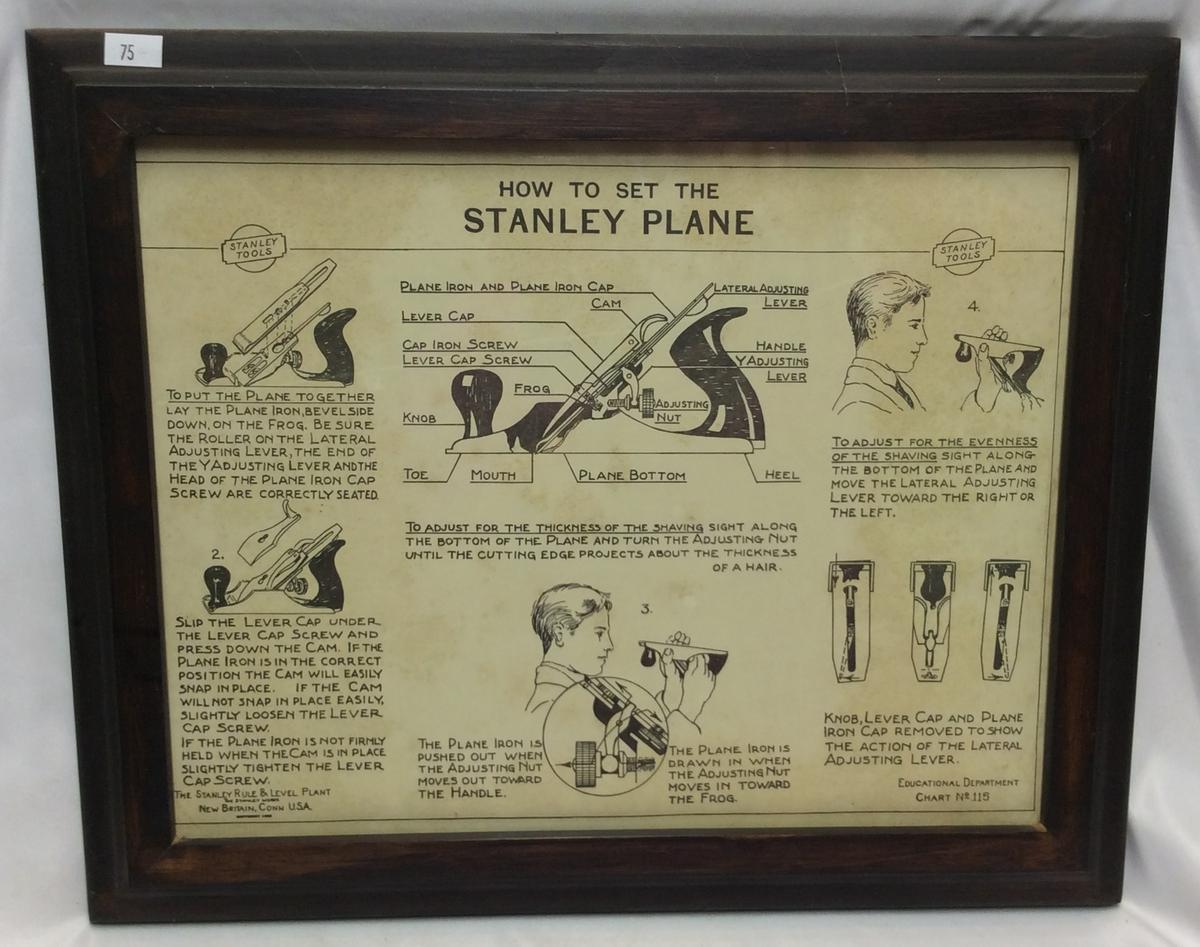 75
HOW TO SET THE
STANLEY PLANE
STANLEY
TOOLS
STANLEY
TOOLS
TO PUT THE PLANE TOGETHER
LAY THE PLANE IRON, BEVEL SIDE
DOWN, ON THE FROG. BE SURE
THE ROLLER ON THE LATERAL
ADJUSTING LEVER, THE END OF
THE Y ADJUSTING LEVER AND THE
HEAD OF THE PLANE IRON CAP
SCREW ARE CORRECTLY SEATED.
2.
SLIP THE LEVER CAP UNDER
THE LEVER CAP SCREW AND
PRESS DOWN THE CAM. IF THE
PLANE IRON IS IN THE CORRECT
POSITION THE CAM WILL EASILY
SNAP IN PLACE. IF THE CAM
WILL NOT SNAP IN PLACE EASILY,
SLIGHTLY LOOSEN THE LEVER
CAP SCREW.
IF THE PLANE IRON IS NOT FIRMLY
HELD WHEN THE CAM IS IN PLACE
SLIGHTLY TIGHTEN THE LEVER
CAP SCREW.
THE STANLEY RULE & LEVEL PLANT
THE STANLEY WORKS
NEW BRITAIN, CONN U.S.A.
PLANE IRON AND PLANE IRON CAP
CAM
LEVER CAP
CAP IRON SCREW
LEVER CAP SCREW
FROG
KNOB
TOE
MOUTH
PLANE BOTTOM
HEEL
LATERAL ADJUSTING
LEVER
HANDLE
Y ADJUSTING
LEVER
ADJUSTING
NUT
TO ADJUST FOR THE THICKNESS OF THE SHAVING SIGHT ALONG
THE BOTTOM OF THE PLANE AND TURN THE ADJUSTING NUT
UNTIL THE CUTTING EDGE PROJECTS ABOUT THE THICKNESS
OF A HAIR.
3.
THE PLANE IRON IS
PUSHED OUT WHEN
THE ADJUSTING NUT
MOVES OUT TOWARD
THE HANDLE.
THE PLANE IRON IS
DRAWN IN WHEN
THE ADJUSTING NUT
MOVES IN TOWARD
THE FROG.
4.
TO ADJUST FOR THE EVENNESS
OF THE SHAVING SIGHT ALONG
THE BOTTOM OF THE PLANE AND
MOVE THE LATERAL ADJUSTING
LEVER TOWARD THE RIGHT OR
THE LEFT.
KNOB, LEVER CAP AND PLANE
IRON CAP REMOVED TO SHOW
THE ACTION OF THE LATERAL
ADJUSTING LEVER.
EDUCATIONAL DEPARTMENT
CHART Nº 115